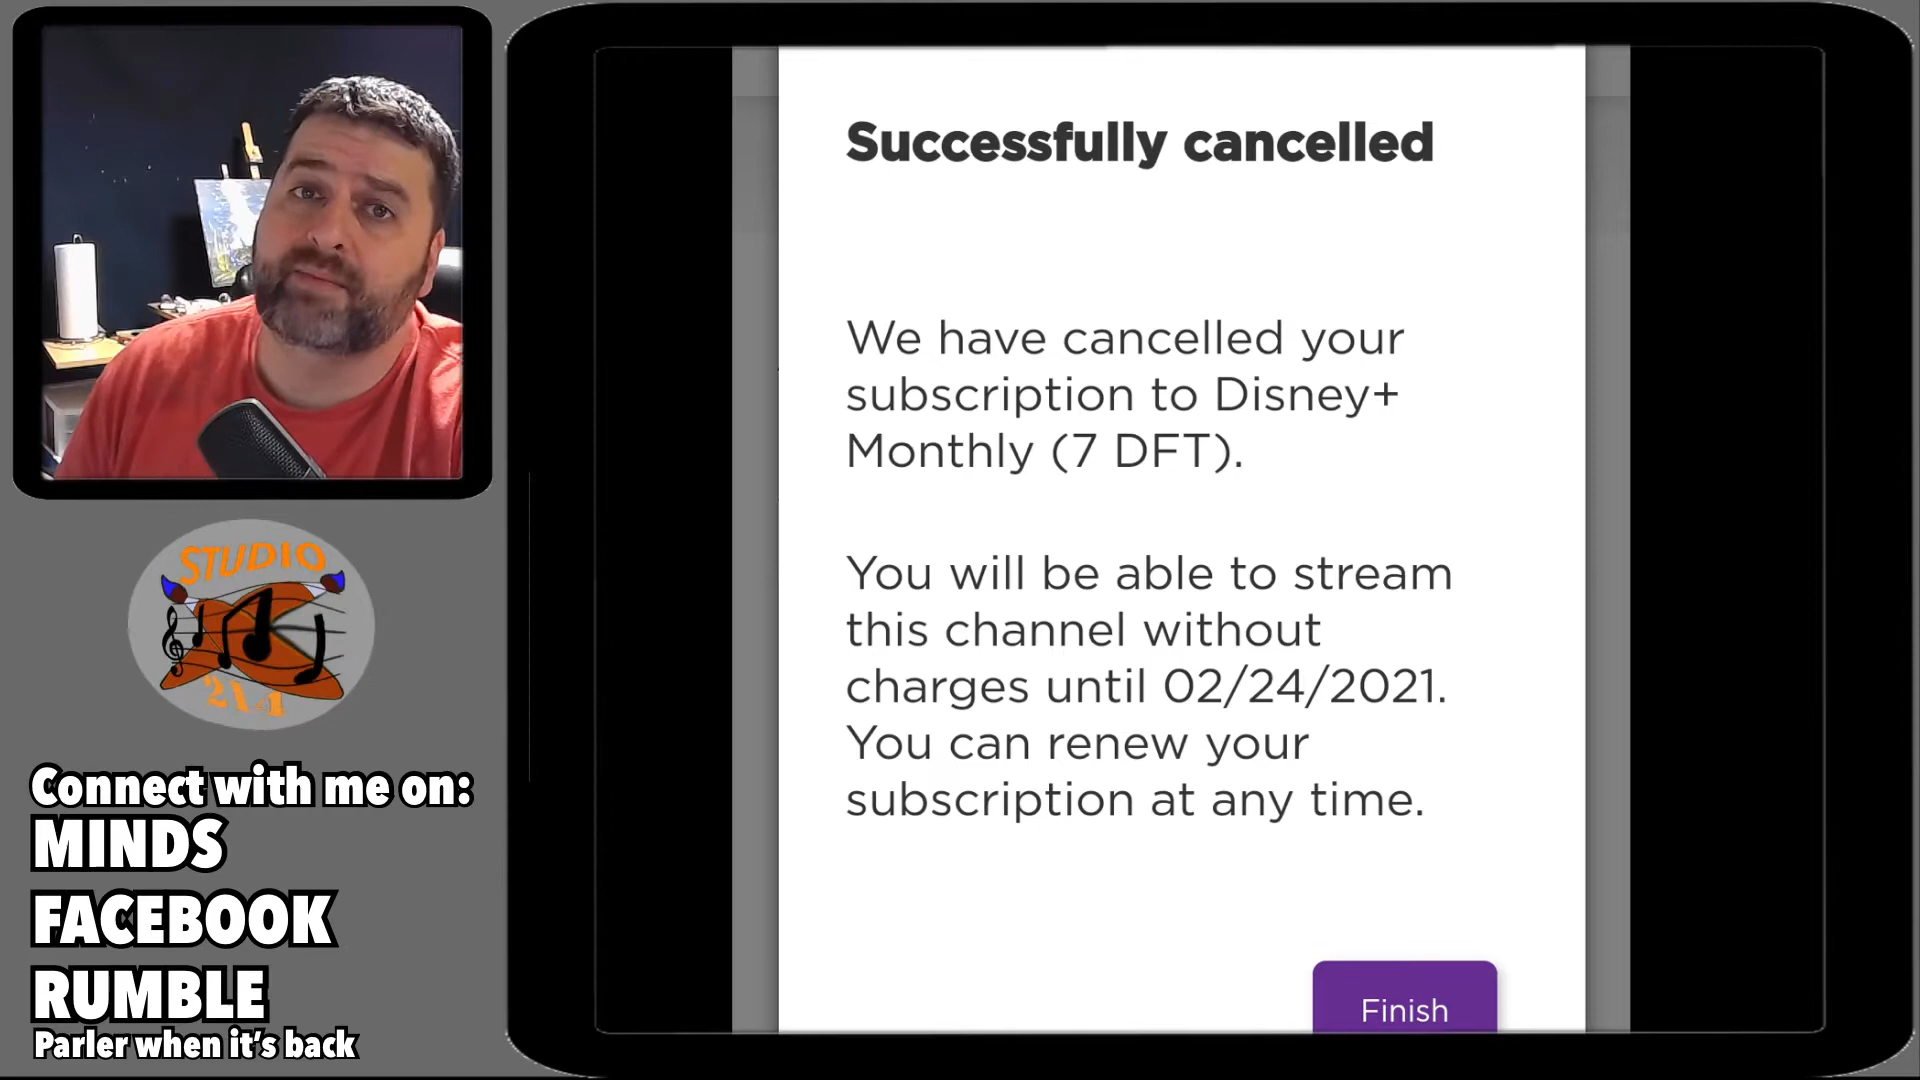 Successfully cancelled
We have cancelled your
subscription to Disney+
Monthly (7 DFT).
You will be able to stream
this channel without
charges until 02/24/2021.
You can renew your
subscription at any time.
Finish
STUDIO
214
Connect with me on:
MINDS
FACEBOOK
RUMBLE
Parler when it's back